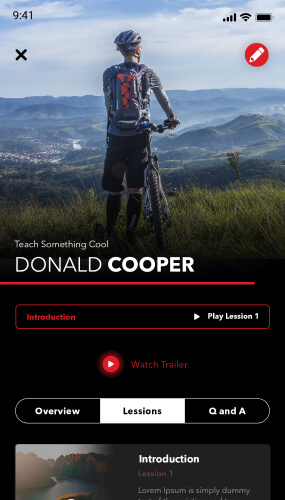 9:41
Teach Something Cool
DONALD COOPER
Introduction
Play Lesson 1
Watch Trailer
Overview
Lessions
Q and A
Introduction
Lession 1
Lorem Ipsum is simply dummy